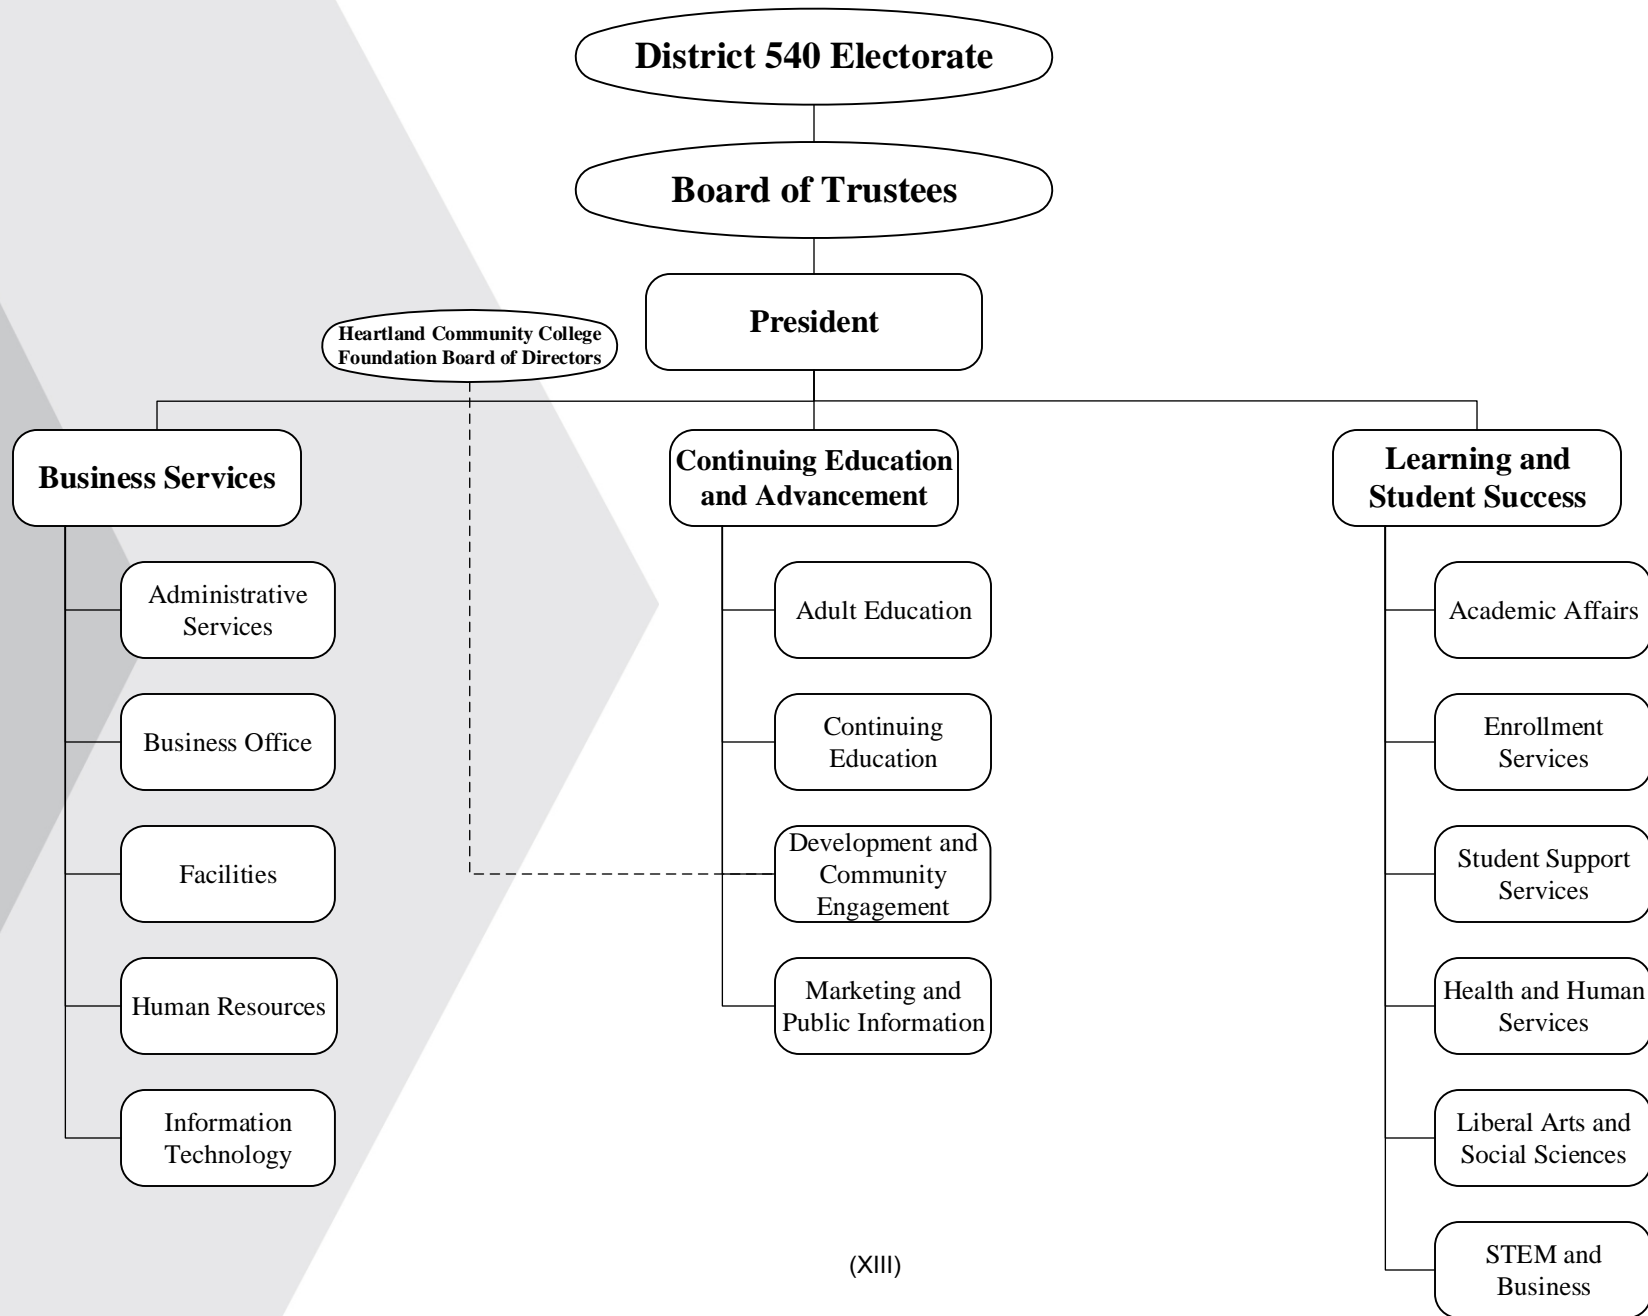 District 540 Electorate
Board of Trustees
President
Heartland Community College
Foundation Board of Directors
Business Services
Administrative
Services
Business Office
Facilities
Human Resources
Information
Technology
Continuing Education
and Advancement
Adult Education
Continuing
Education
Development and
Community
Engagement
Marketing and
Public Information
Learning and
Student Success
Academic Affairs
Enrollment
Services
Student Support
Services
Health and Human
Services
Liberal Arts and
Social Sciences
STEM and
Business
(XIII)